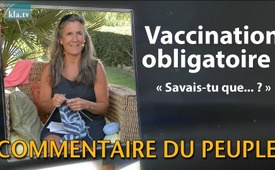 kla.tv
Vaccination
obligatoire
« Savais-tu que... ? »
COMMENTAIRE DU PEUPLE